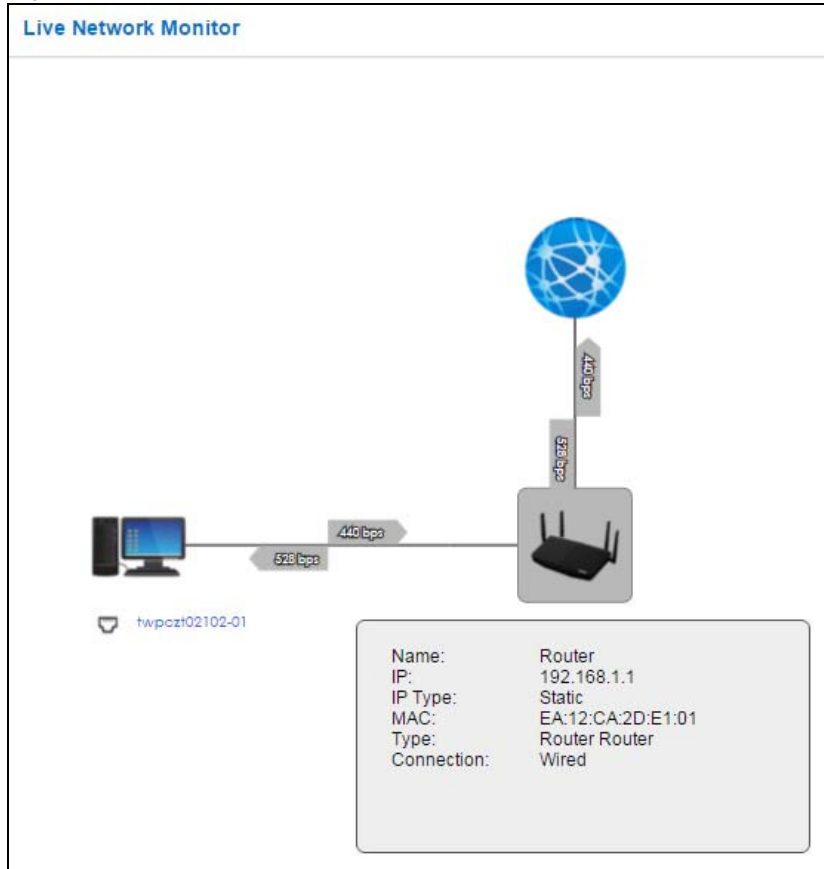 Live Network Monitor
440 bps
528 bps
440 bps
528 bps
twpczt02102-01
Name: Router
IP: 192.168.1.1
IP Type: Static
MAC: EA:12:CA:2D:E1:01
Type: Router Router
Connection: Wired